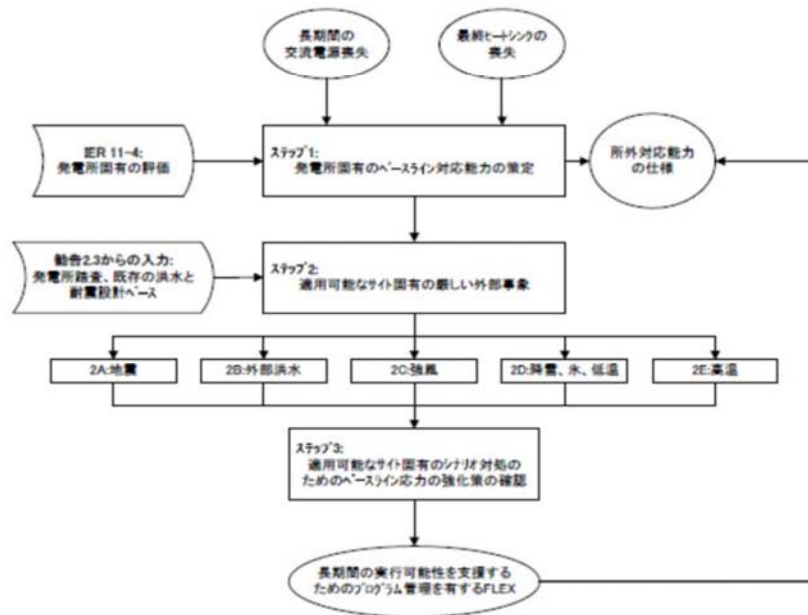 長期間の
交流電源喪失
最終ヒートシンクの
喪失
IER 11-4:
発電所固有の評価
ステップ1:
発電所固有のベースライン対応能力の策定
所外対応能力
の仕様
勧告2.3からの入力:
発電所踏査、既存の洪水と
耐震設計ベース
ステップ2:
適用可能なサイト固有の厳しい外部事象
2A:地震
2B:外部洪水
2C:強風
2D:降雪、氷、低温
2E:高温
ステップ3:
適用可能なサイト固有のシナリオ対処の
ためのベースライン応力の強化策の確認
長期間の実行可能性を支援する
ためのプログラム管理を有するFLEX